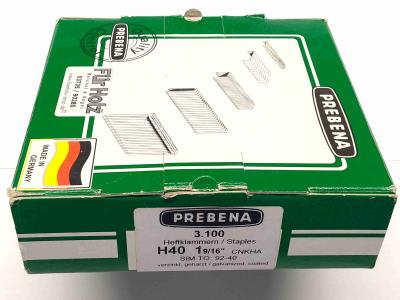 PREBENA
Quality
PREBENA
Für Holz
MADE IN
GERMANY
PREBENA
3.100
Heftklammern / Staples
H40 1 9/16" CNKHA
SIM TO: 92-40
verzinkt, geharzt / galvanized, coated